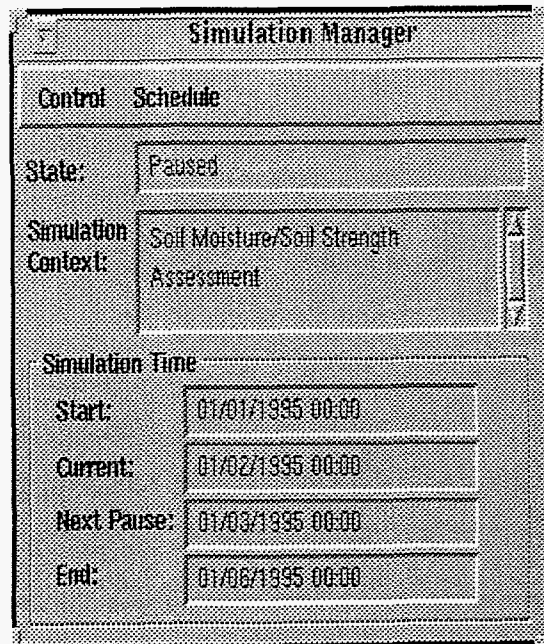 Simulation Manager
Control Schedule
State: Paused
Simulation Context: Soil Moisture/Soil Strength
Assessment
Simulation Time
Start: 01/01/1995 00:00
Current: 01/02/1995 00:00
Next Pause: 01/03/1995 00:00
End: 01/06/1995 00:00